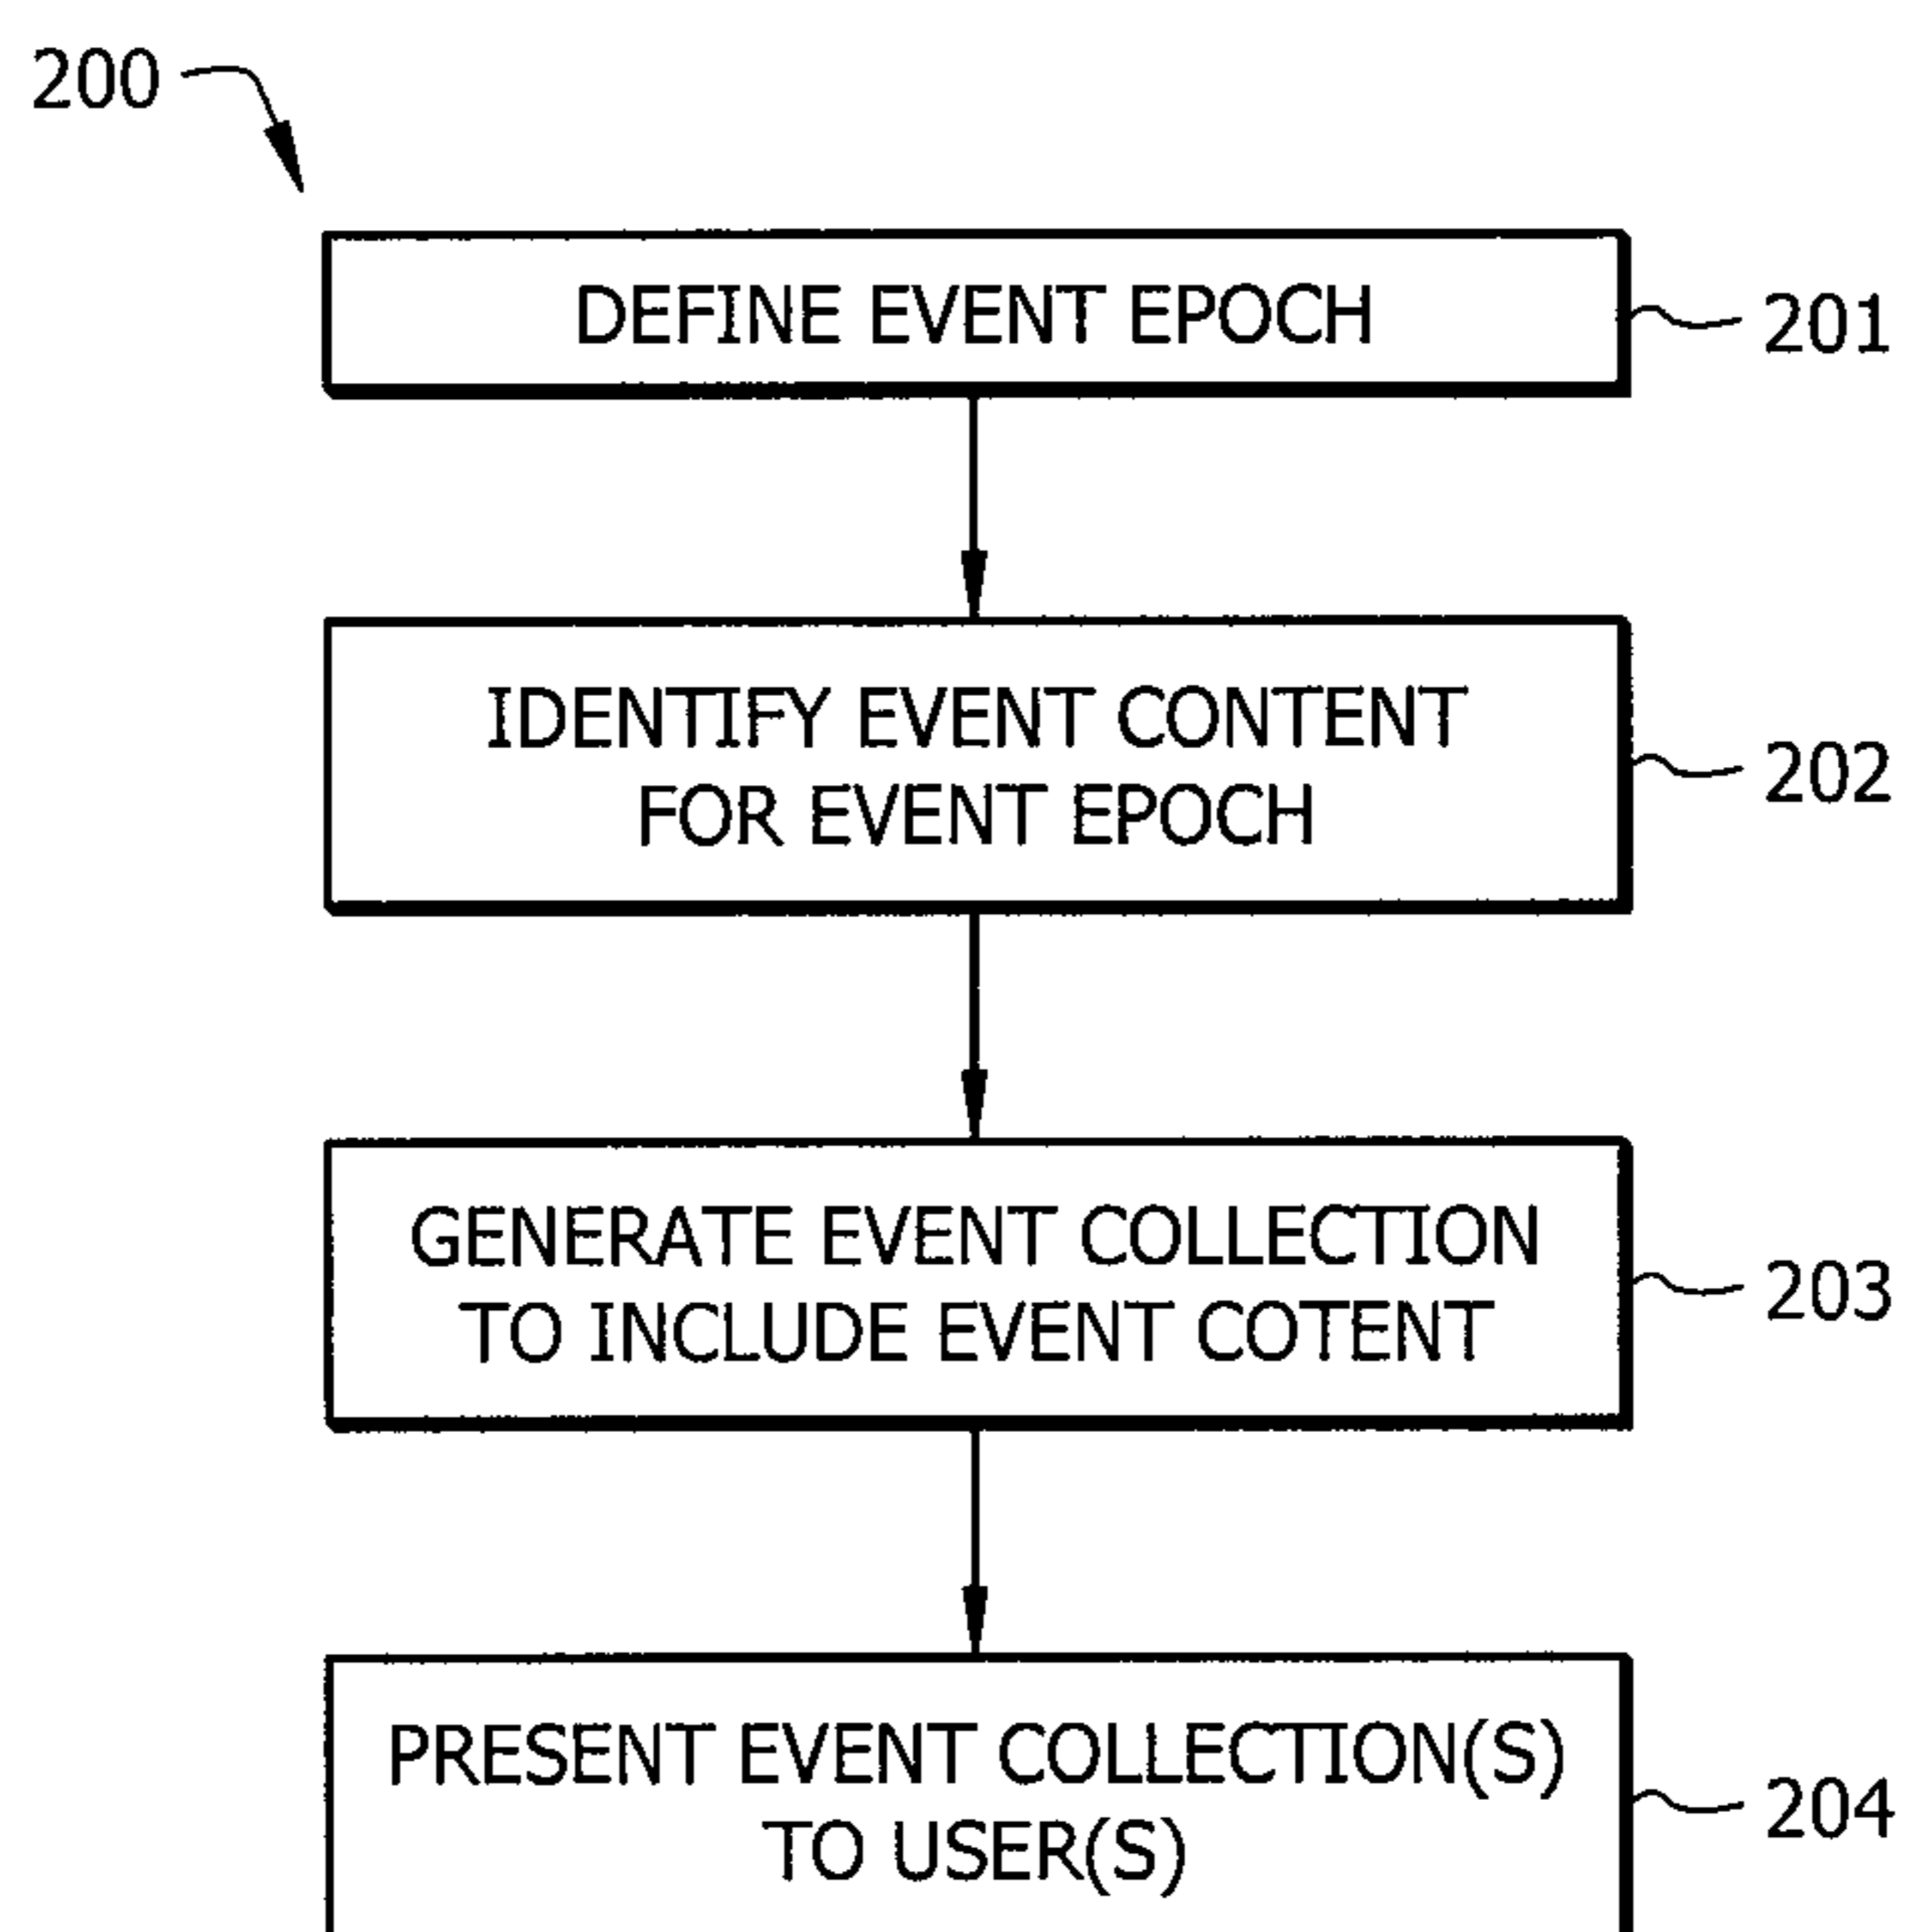 200
DEFINE EVENT EPOCH
201
IDENTIFY EVENT CONTENT
FOR EVENT EPOCH
202
GENERATE EVENT COLLECTION
TO INCLUDE EVENT COTENT
203
PRESENT EVENT COLLECTION(S)
TO USER(S)
204